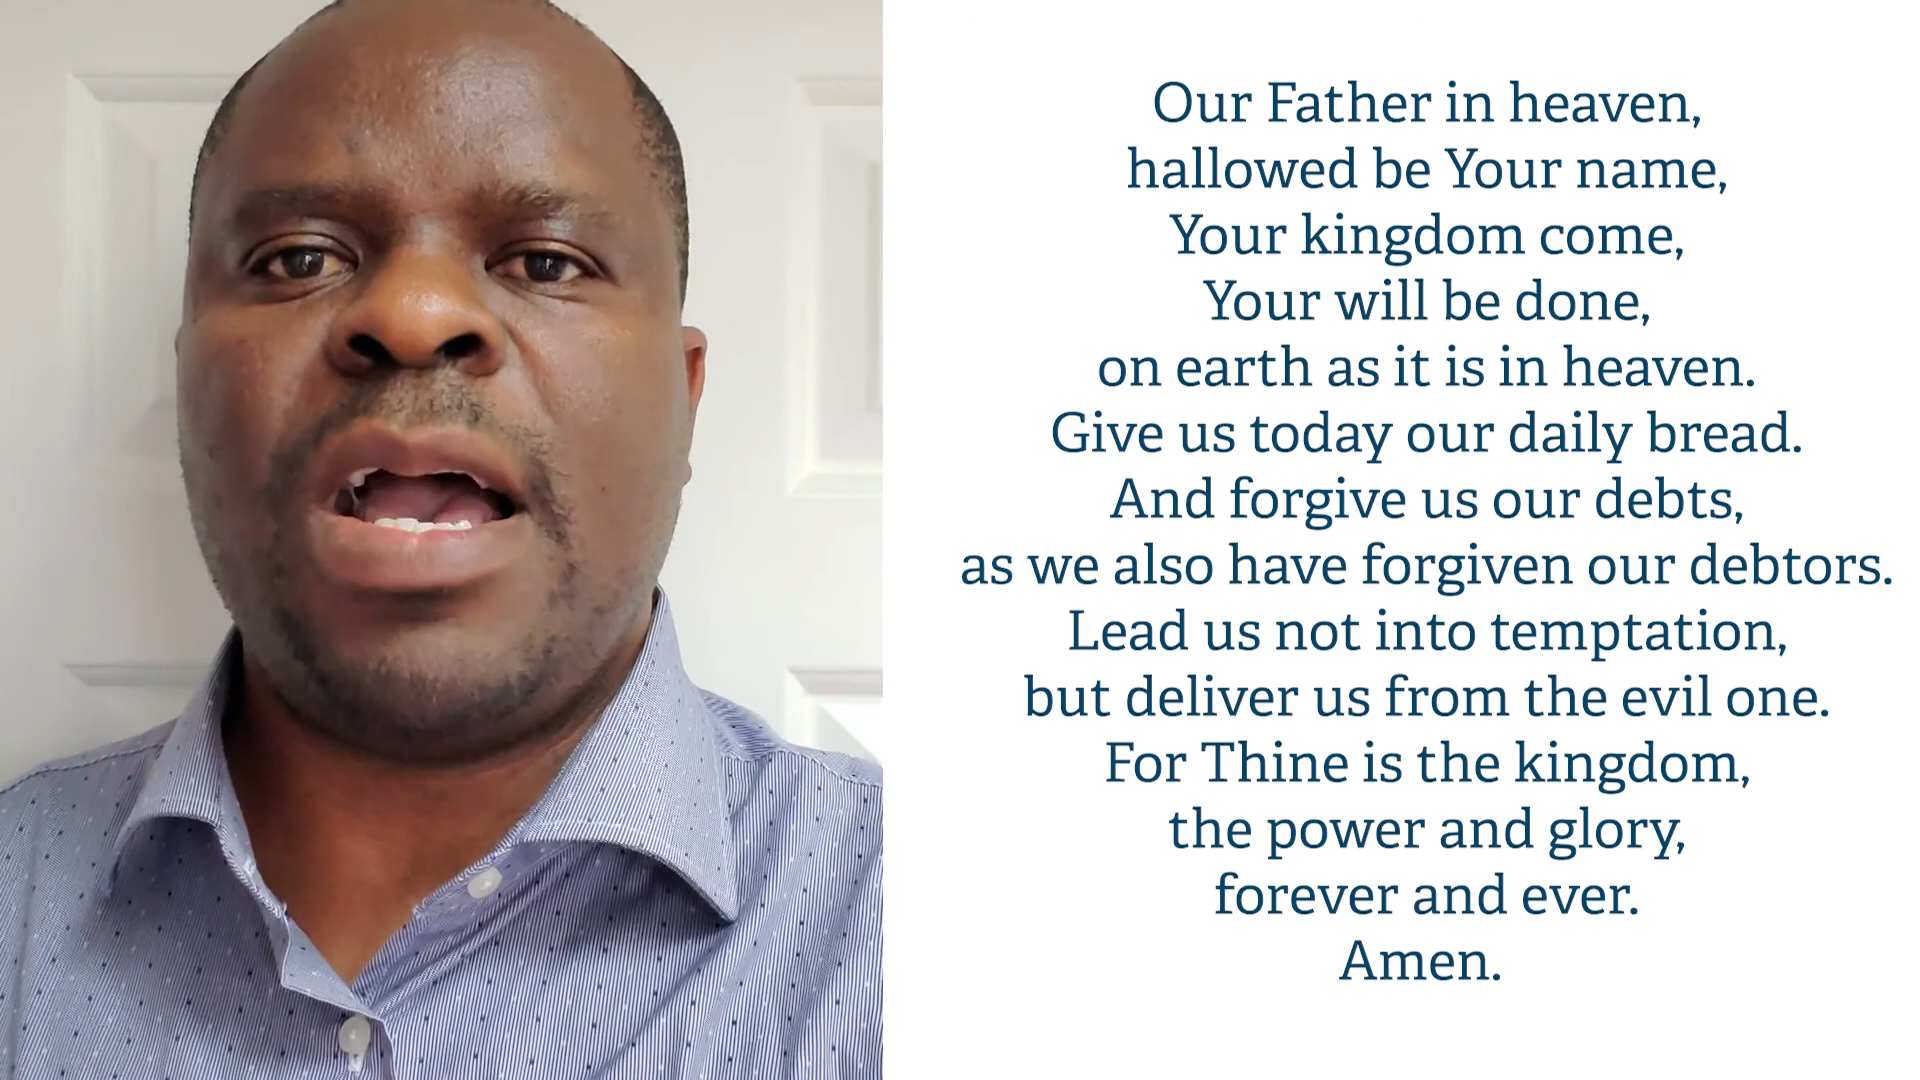 Our Father in heaven,
hallowed be Your name,
Your kingdom come,
Your will be done,
on earth as it is in heaven.
Give us today our daily bread.
And forgive us our debts,
as we also have forgiven our debtors.
Lead us not into temptation,
but deliver us from the evil one.
For Thine is the kingdom,
the power and glory,
forever and ever.
Amen.